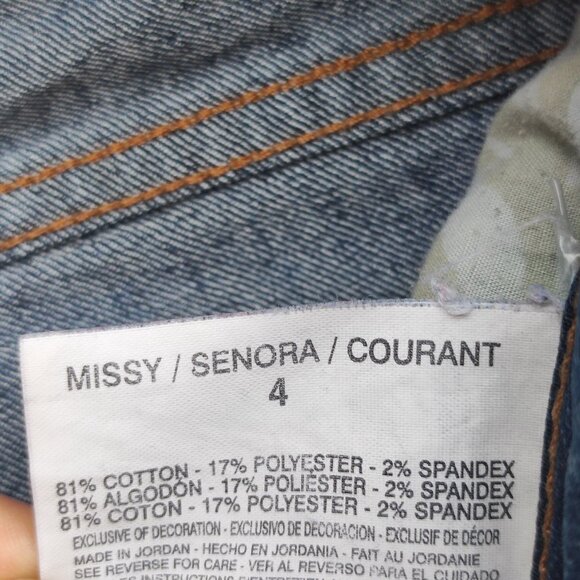 MISSY / SENORA / COURANT
4
81% COTTON - 17% POLYESTER - 2% SPANDEX
81% ALGODÓN - 17% POLIÉSTER - 2% SPANDEX
81% COTON - 17% POLYESTER - 2% SPANDEX
EXCLUSIVE OF DECORATION - EXCLUSIVO DE DECORACION - EXCLUSIF DE DÉCOR
MADE IN JORDAN - HECHO EN JORDANIA - FAIT AU JORDANIE
SEE REVERSE FOR CARE - VER AL REVERSO PARA EL CUIDADO